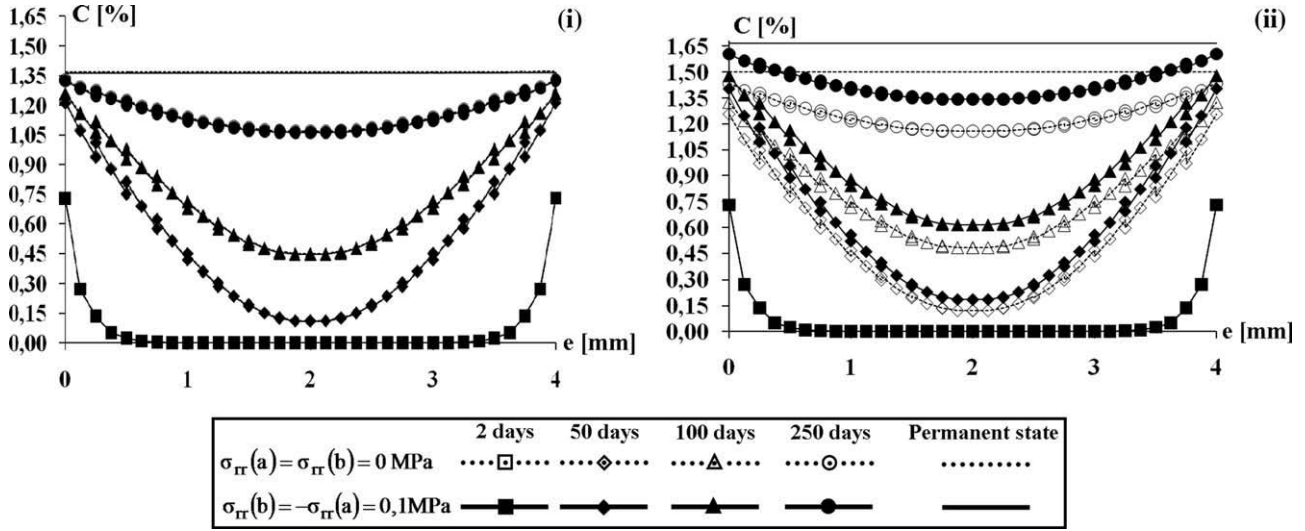 C [%]
(i)
1,65
1,50
1,35
1,20
1,05
0,90
0,75
0,60
0,45
0,30
0,15
0,00
e [mm]
0 1 2 3 4
C [%]
(ii)
1.65
1.50
1.35
1.20
1.05
0.90
0.75
0.60
0,45
0,30
0,15
0,00
e [mm]
0 1 2 3 4
2 days 50 days 100 days 250 days Permanent state
σrr(a) = σrr(b) = 0 MPa
σrr(b) = −σrr(a) = 0,1MPa